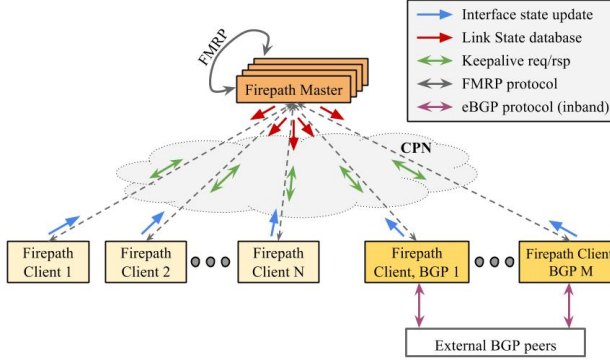 FMRP
Firepath Master
Interface state update
Link State database
Keepalive req/rsp
FMRP protocol
eBGP protocol (inband)
CPN
Firepath
Client 1
Firepath
Client 2
Firepath
Client N
Firepath
Client, BGP 1
Firepath Client
BGP M
External BGP peers